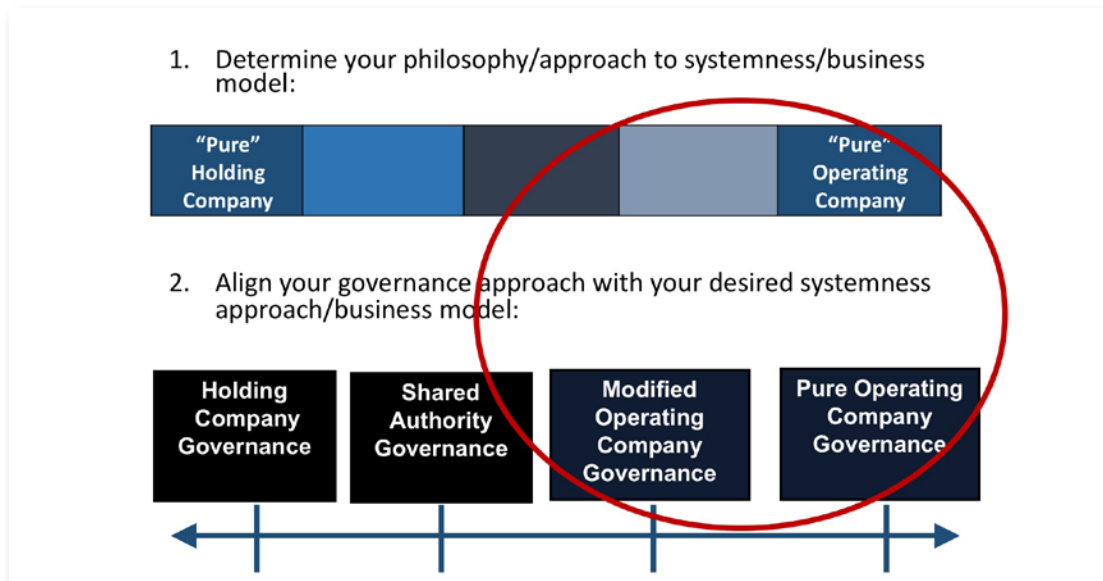 1. Determine your philosophy/approach to systemness/business
model:
"Pure"
Holding
Company
"Pure"
Operating
Company
2. Align your governance approach with your desired systemness
approach/business model:
Holding
Company
Governance
Shared
Authority
Governance
Modified
Operating
Company
Governance
Pure Operating
Company
Governance